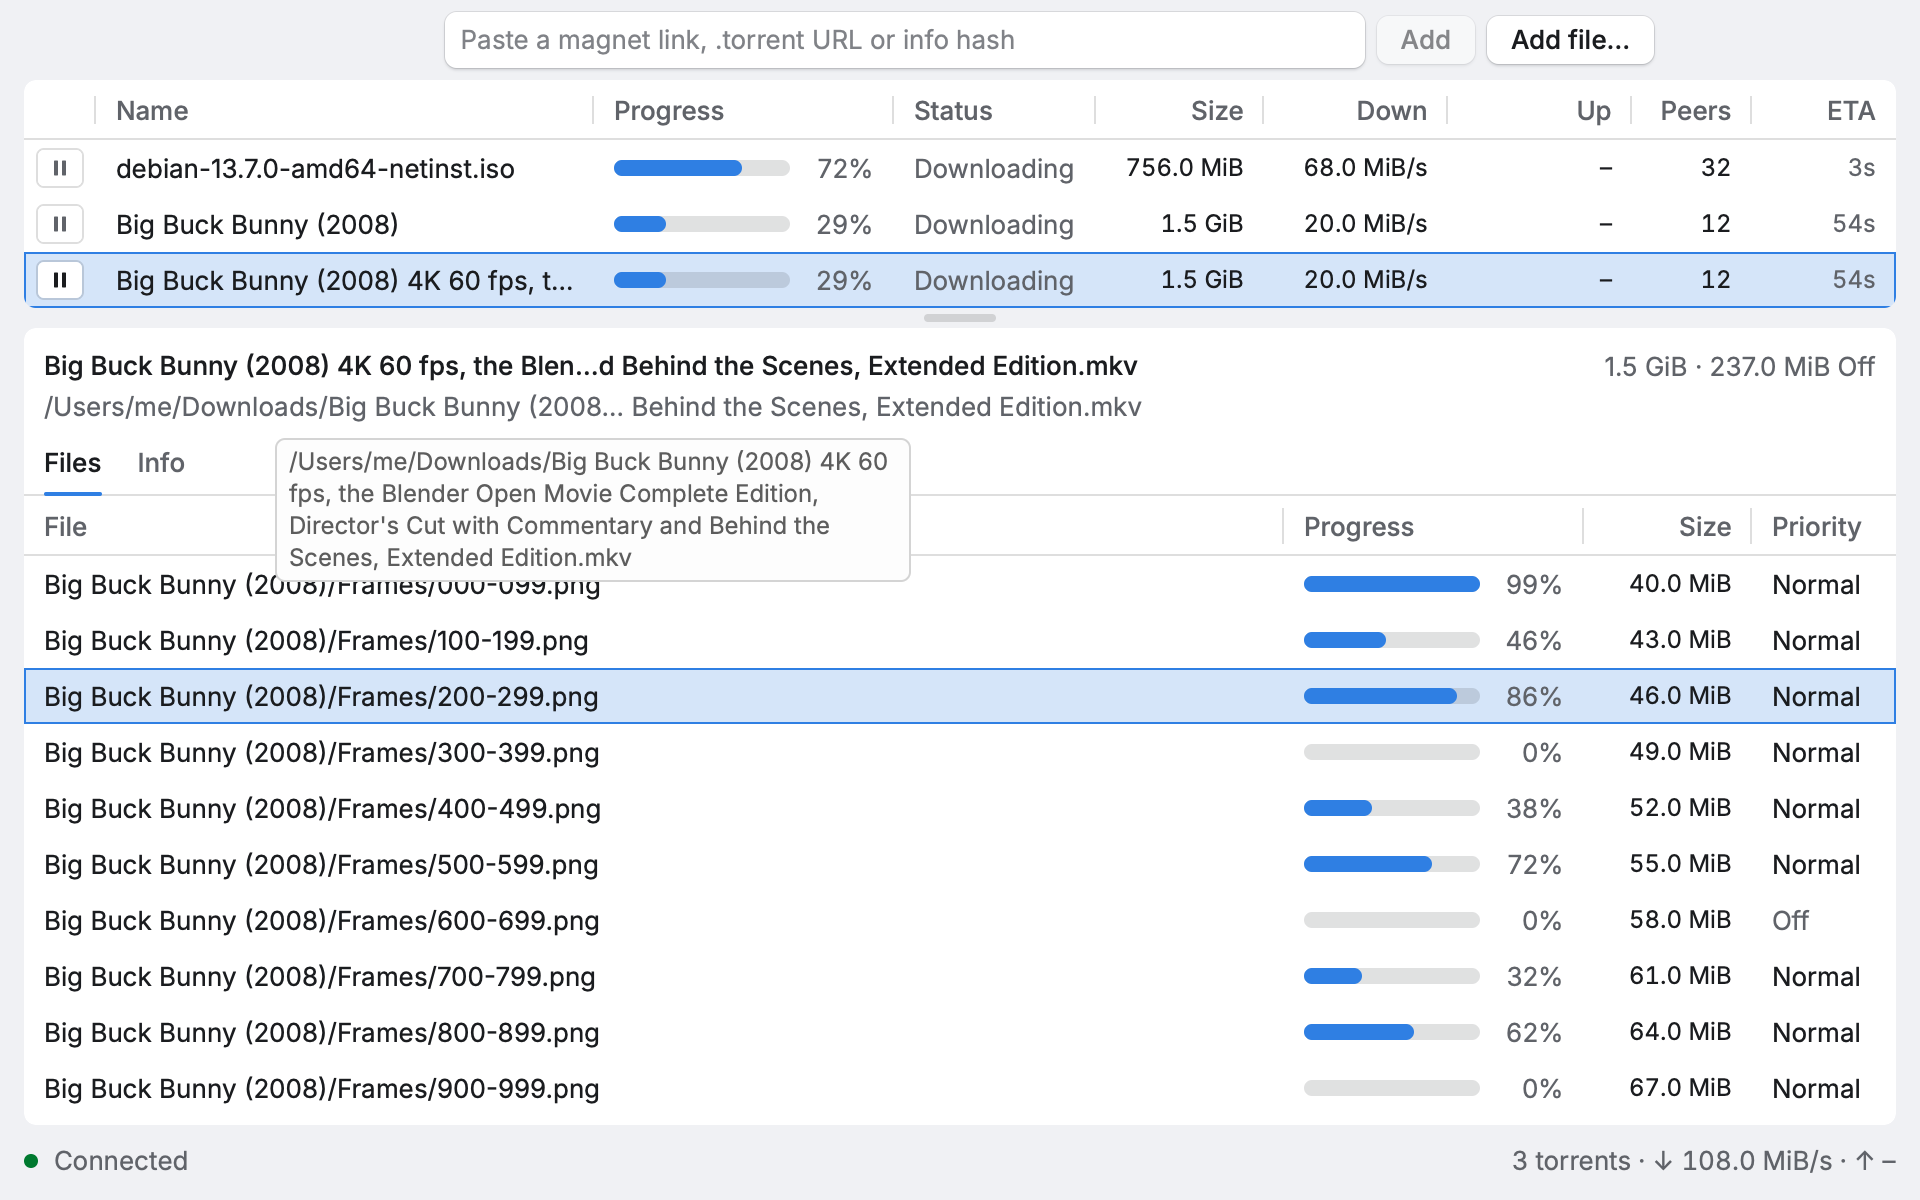 Paste a magnet link, .torrent URL or info hash Add Add file...
Name Progress Status Size Down Up Peers ETA
debian-13.7.0-amd64-netinst.iso 72% Downloading 756.0 MiB 68.0 MiB/s – 32 3s
Big Buck Bunny (2008) 29% Downloading 1.5 GiB 20.0 MiB/s – 12 54s
Big Buck Bunny (2008) 4K 60 fps, t... 29% Downloading 1.5 GiB 20.0 MiB/s – 12 54s
Big Buck Bunny (2008) 4K 60 fps, the Blen...d Behind the Scenes, Extended Edition.mkv 1.5 GiB · 237.0 MiB Off
/Users/me/Downloads/Big Buck Bunny (2008... Behind the Scenes, Extended Edition.mkv
Files Info
/Users/me/Downloads/Big Buck Bunny (2008) 4K 60
fps, the Blender Open Movie Complete Edition,
Director's Cut with Commentary and Behind the
Scenes, Extended Edition.mkv
File Progress Size Priority
Big Buck Bunny (2008)/Frames/000-099.png 99% 40.0 MiB Normal
Big Buck Bunny (2008)/Frames/100-199.png 46% 43.0 MiB Normal
Big Buck Bunny (2008)/Frames/200-299.png 86% 46.0 MiB Normal
Big Buck Bunny (2008)/Frames/300-399.png 0% 49.0 MiB Normal
Big Buck Bunny (2008)/Frames/400-499.png 38% 52.0 MiB Normal
Big Buck Bunny (2008)/Frames/500-599.png 72% 55.0 MiB Normal
Big Buck Bunny (2008)/Frames/600-699.png 0% 58.0 MiB Off
Big Buck Bunny (2008)/Frames/700-799.png 32% 61.0 MiB Normal
Big Buck Bunny (2008)/Frames/800-899.png 62% 64.0 MiB Normal
Big Buck Bunny (2008)/Frames/900-999.png 0% 67.0 MiB Normal
Connected 3 torrents · ↓ 108.0 MiB/s · ↑ –